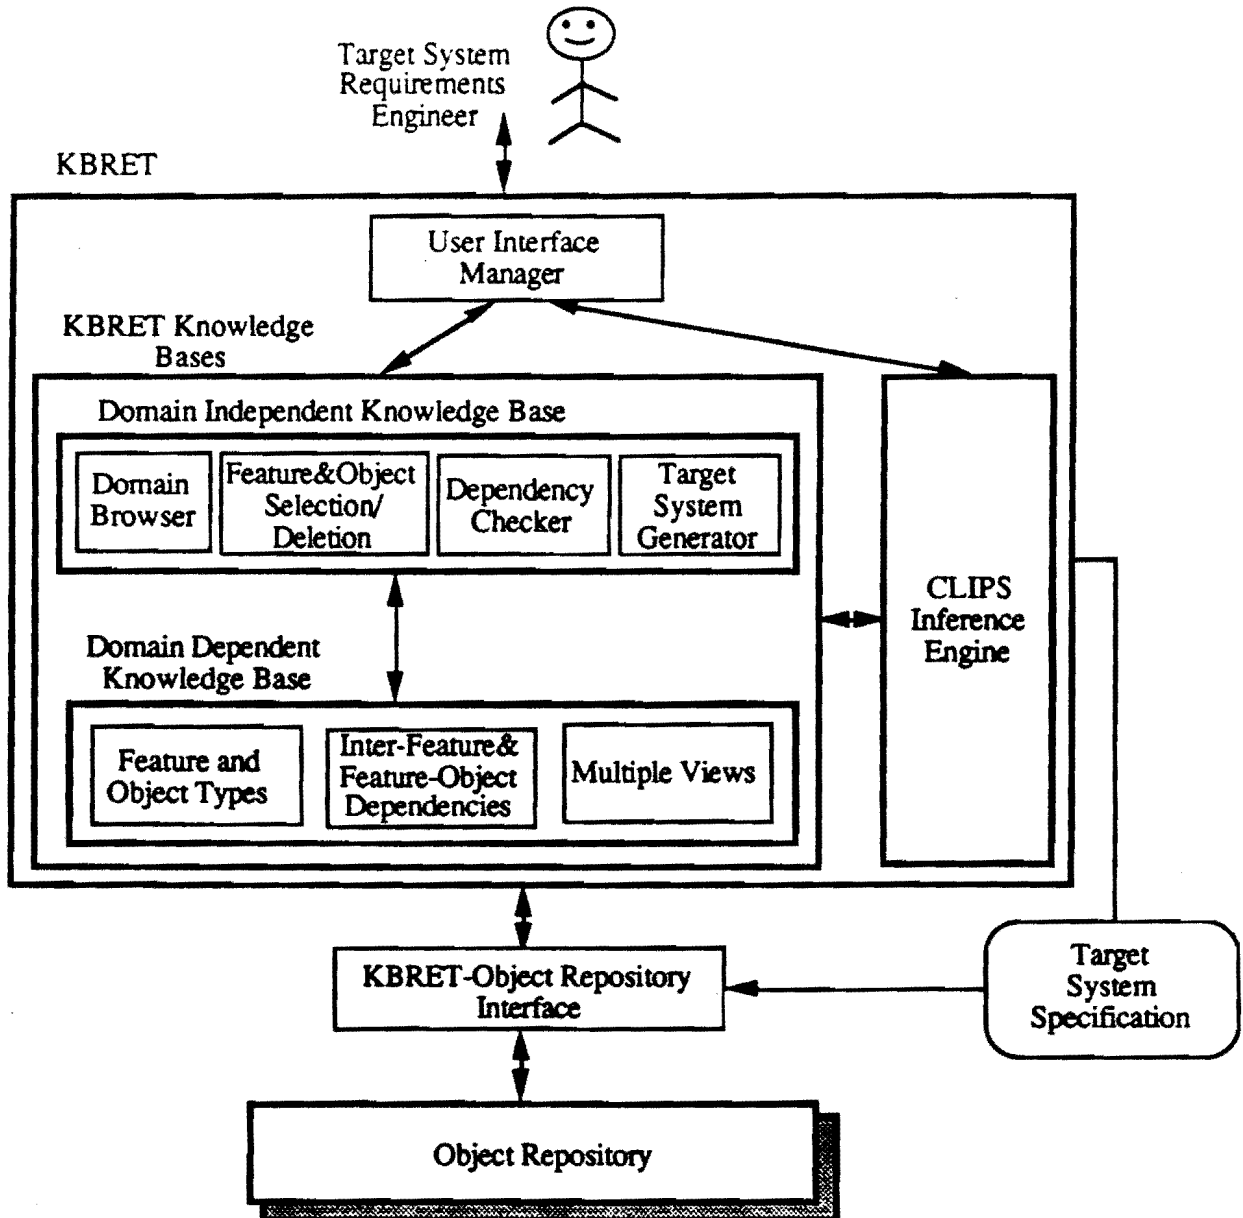 Target System
Requirements
Engineer
KBRET
User Interface
Manager
KBRET Knowledge
Bases
Domain Independent Knowledge Base
Domain
Browser
Feature&Object
Selection/
Deletion
Dependency
Checker
Target
System
Generator
CLIPS
Inference
Engine
Domain Dependent
Knowledge Base
Feature and
Object Types
Inter-Feature&
Feature-Object
Dependencies
Multiple Views
KBRET-Object Repository
Interface
Target
System
Specification
Object Repository